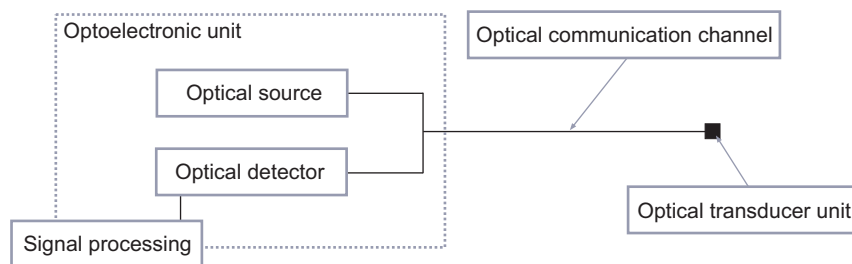 Optoelectronic unit
Optical communication channel
Optical source
Optical detector
Optical transducer unit
Signal processing